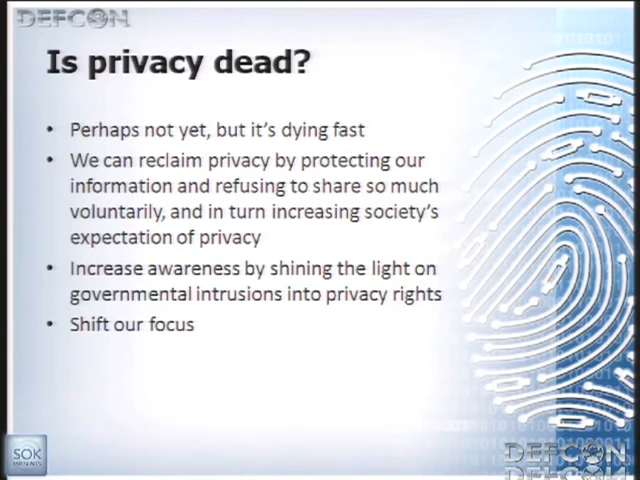 DEFCON
Is privacy dead?
• Perhaps not yet, but it's dying fast
• We can reclaim privacy by protecting our
information and refusing to share so much
voluntarily, and in turn increasing society's
expectation of privacy
• Increase awareness by shining the light on
governmental intrusions into privacy rights
• Shift our focus
SOK
PRESENTS
DEFCON